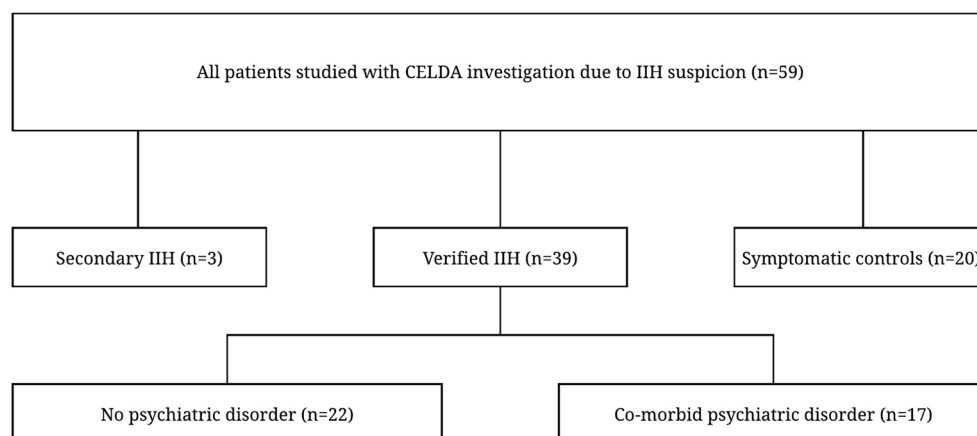 All patients studied with CELDA investigation due to IIH suspicion (n=59)
Secondary IIH (n=3)
Verified IIH (n=39)
Symptomatic controls (n=20)
No psychiatric disorder (n=22)
Co-morbid psychiatric disorder (n=17)